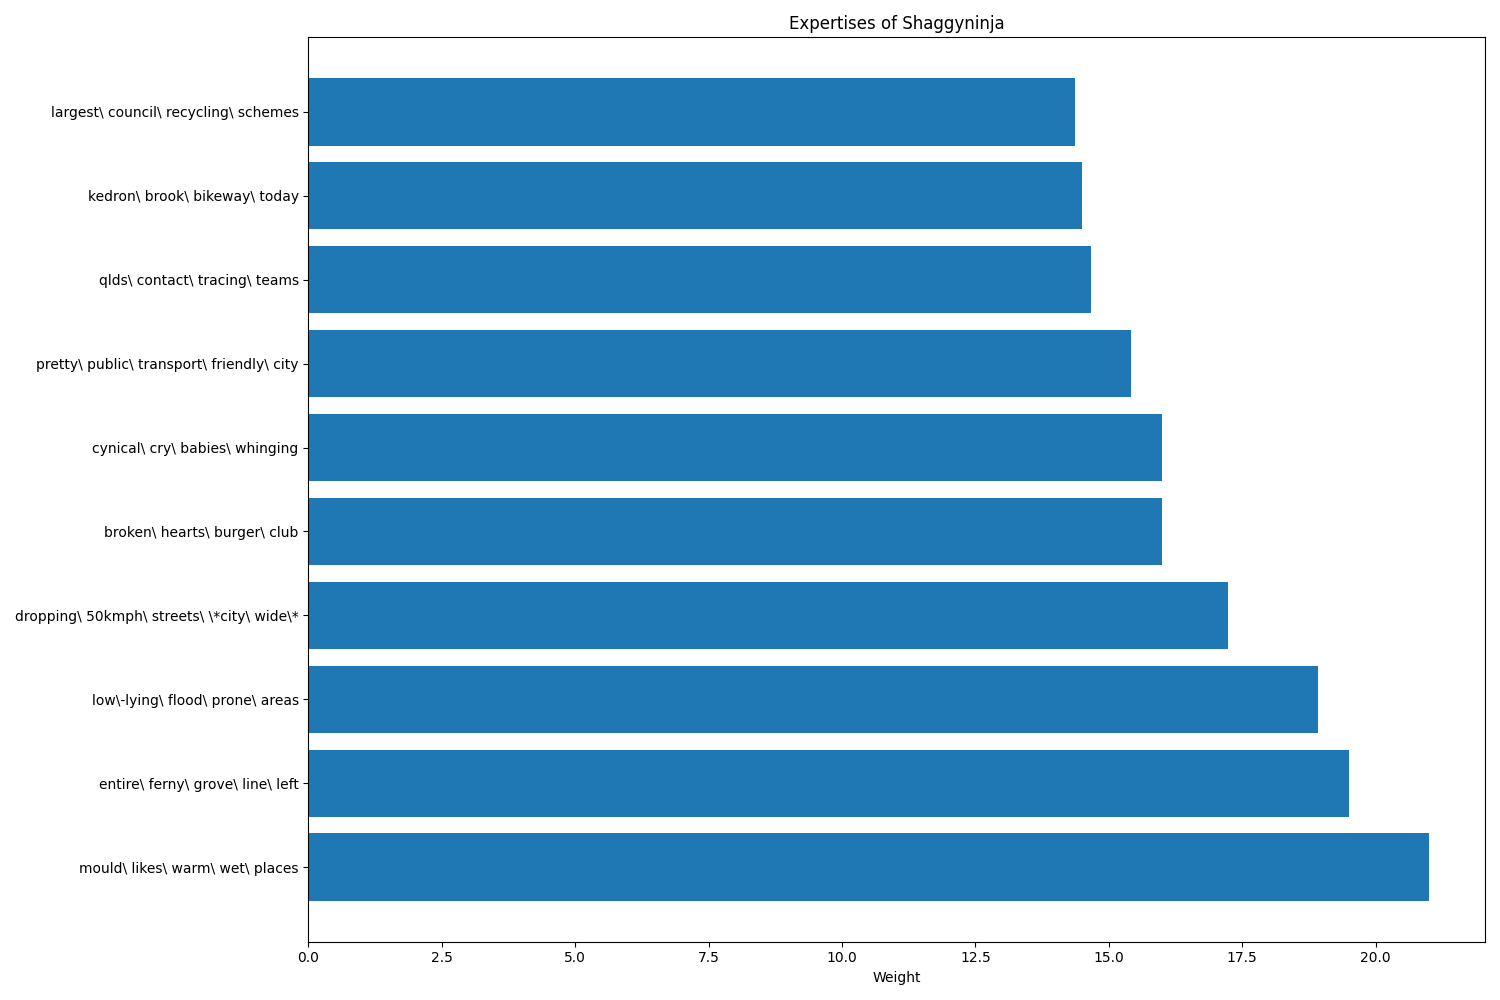 Expertises of Shaggyninja
largest\ council\ recycling\ schemes
kedron\ brook\ bikeway\ today
qlds\ contact\ tracing\ teams
pretty\ public\ transport\ friendly\ city
cynical\ cry\ babies\ whinging
broken\ hearts\ burger\ club
dropping\ 50kmph\ streets\ \*city\ wide\*
low\-lying\ flood\ prone\ areas
entire\ ferny\ grove\ line\ left
mould\ likes\ warm\ wet\ places
0.0 2.5 5.0 7.5 10.0 12.5 15.0 17.5 20.0
Weight